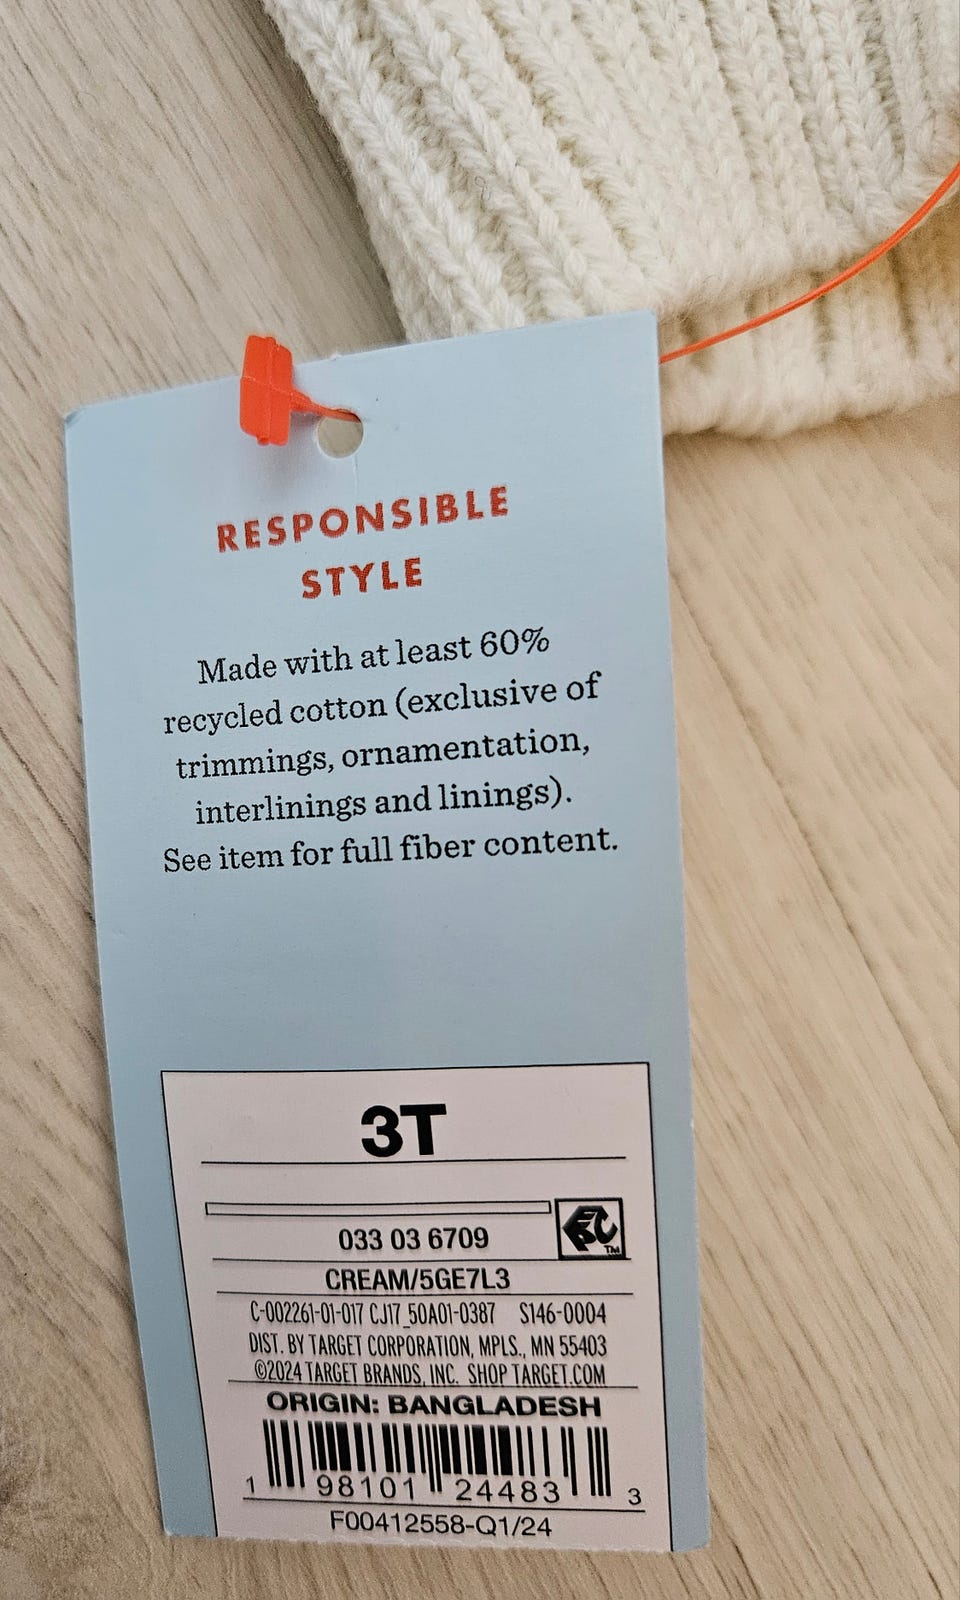 RESPONSIBLE
STYLE
Made with at least 60%
recycled cotton (exclusive of
trimmings, ornamentation,
interlinings and linings).
See item for full fiber content.
3T
033 03 6709
EPC TM
CREAM/5GE7L3
C-002261-01-017 CJ17_50A01-0387 S146-0004
DIST. BY TARGET CORPORATION, MPLS., MN 55403
©2024 TARGET BRANDS, INC. SHOP TARGET.COM
ORIGIN: BANGLADESH
1 98101 24483 3
F00412558-Q1/24